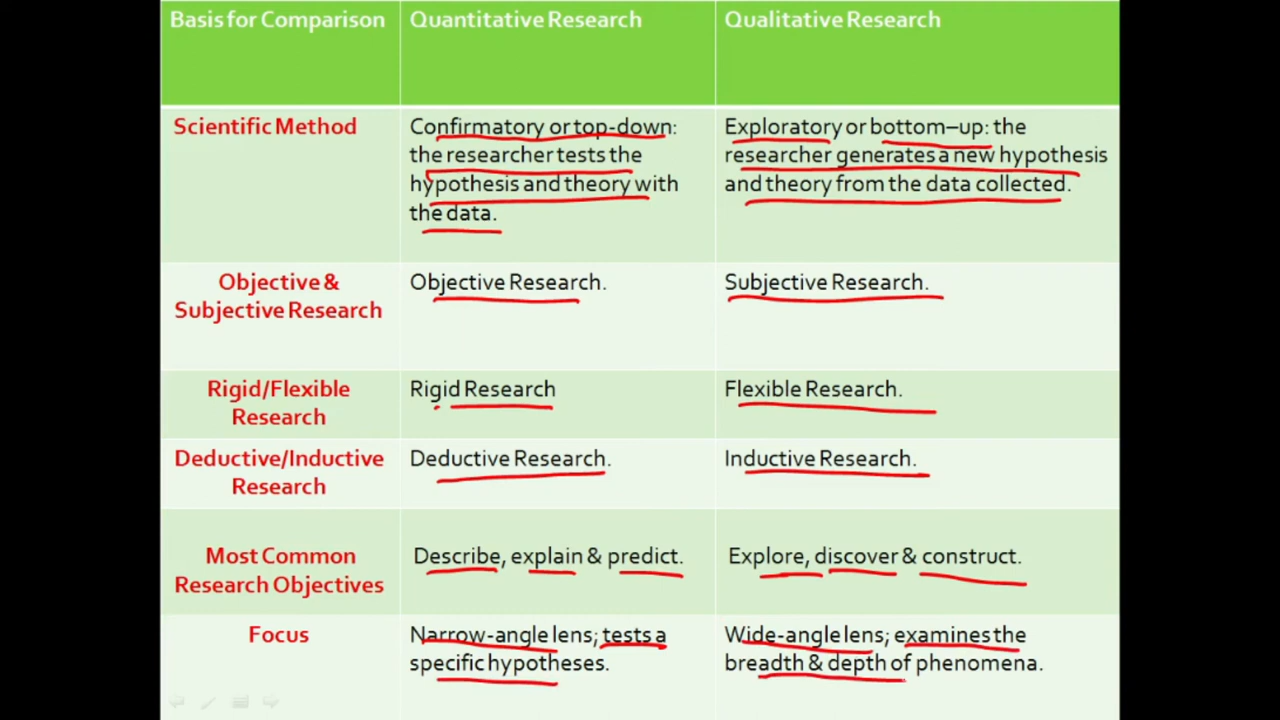 Basis for Comparison
Quantitative Research
Qualitative Research
Scientific Method
Confirmatory or top-down:
the researcher tests the
hypothesis and theory with
the data.
Exploratory or bottom–up: the
researcher generates a new hypothesis
and theory from the data collected.
Objective &
Subjective Research
Objective Research.
Subjective Research.
Rigid/Flexible
Research
Rigid Research
Flexible Research.
Deductive/Inductive
Research
Deductive Research.
Inductive Research.
Most Common
Research Objectives
Describe, explain & predict.
Explore, discover & construct.
Focus
Narrow-angle lens; tests a
specific hypotheses.
Wide-angle lens; examines the
breadth & depth of phenomena.